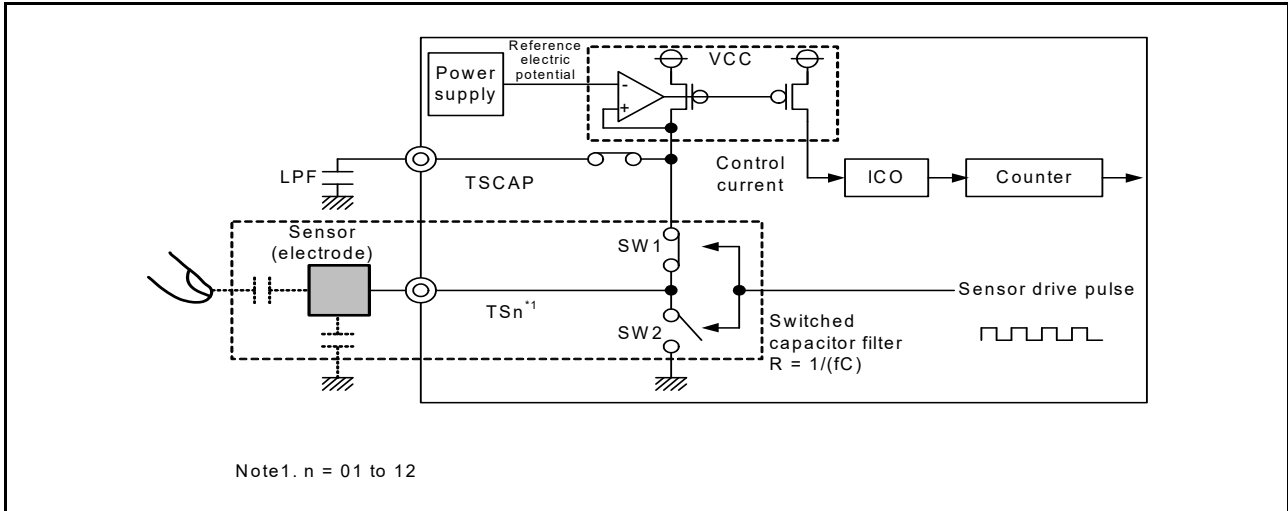 Reference
electric
potential
Power
supply
VCC
-
+
LPF
TSCAP
Control
current
ICO
Counter
Sensor
(electrode)
SW1
TSn*1
SW2
Sensor drive pulse
Switched
capacitor filter
R = 1/(fC)
Note1. n = 01 to 12